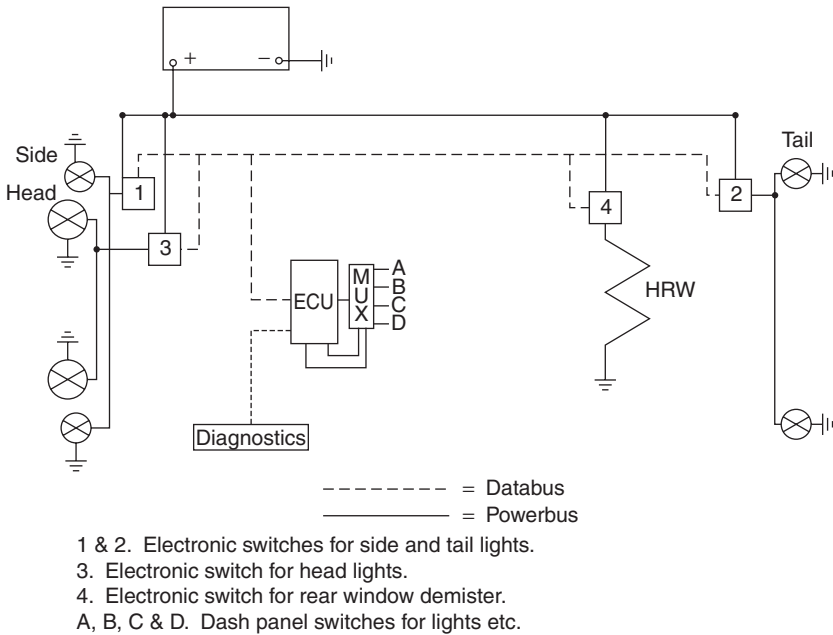 + −
Side
Tail
Head
1
2
4
3
ECU
MUX
A
B
C
D
HRW
Diagnostics
= Databus
= Powerbus
1 & 2. Electronic switches for side and tail lights.
3. Electronic switch for head lights.
4. Electronic switch for rear window demister.
A, B, C & D. Dash panel switches for lights etc.